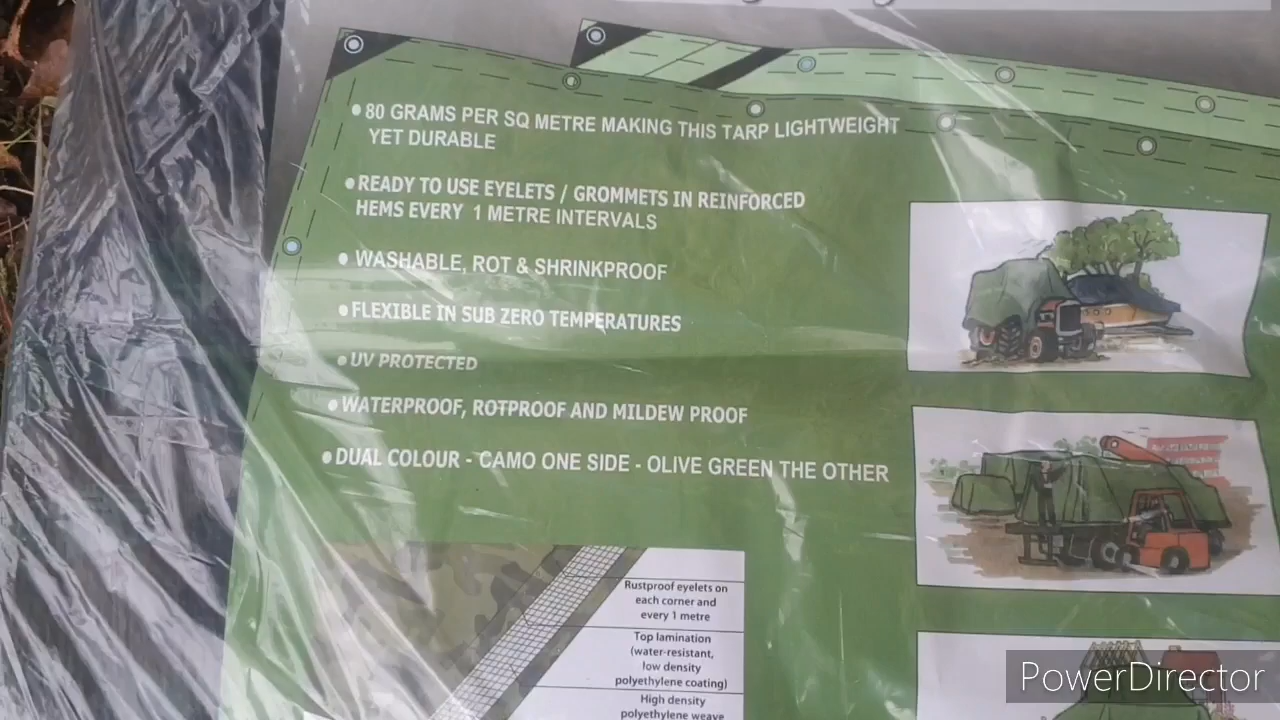 ● 80 GRAMS PER SQ METRE MAKING THIS TARP LIGHTWEIGHT
YET DURABLE
● READY TO USE EYELETS / GROMMETS IN REINFORCED
HEMS EVERY 1 METRE INTERVALS
● WASHABLE, ROT & SHRINKPROOF
● FLEXIBLE IN SUB ZERO TEMPERATURES
● UV PROTECTED
● WATERPROOF, ROTPROOF AND MILDEW PROOF
● DUAL COLOUR - CAMO ONE SIDE - OLIVE GREEN THE OTHER
Rustproof eyelets on
each corner and
every 1 metre
Top lamination
(water-resistant,
low density
polyethylene coating)
High density
polyethylene weave
PowerDirector